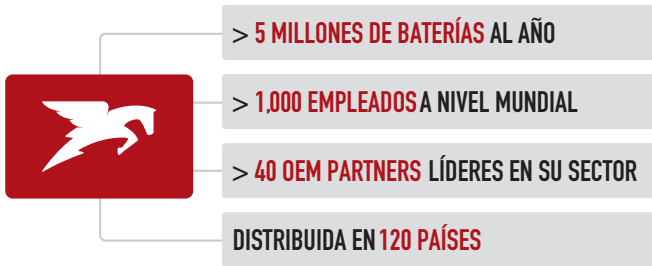 > 5 MILLONES DE BATERÍAS AL AÑO
> 1,000 EMPLEADOS A NIVEL MUNDIAL
> 40 OEM PARTNERS LÍDERES EN SU SECTOR
DISTRIBUIDA EN 120 PAÍSES